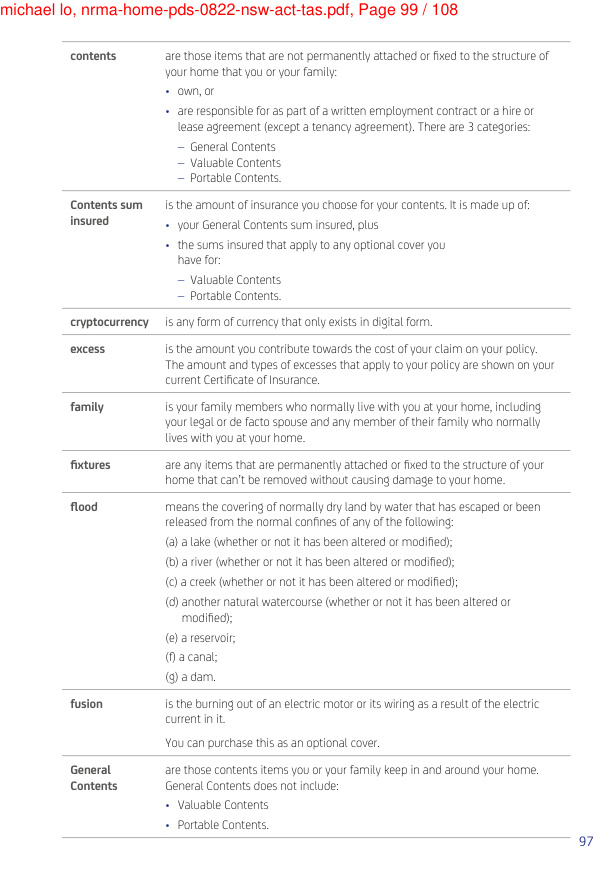 michael lo, nrma-home-pds-0822-nsw-act-tas.pdf, Page 99 / 108
contents
are those items that are not permanently attached or fixed to the structure of
your home that you or your family:
• own, or
• are responsible for as part of a written employment contract or a hire or
lease agreement (except a tenancy agreement). There are 3 categories:
– General Contents
– Valuable Contents
– Portable Contents.
Contents sum
insured
is the amount of insurance you choose for your contents. It is made up of:
• your General Contents sum insured, plus
• the sums insured that apply to any optional cover you
have for:
– Valuable Contents
– Portable Contents.
cryptocurrency
is any form of currency that only exists in digital form.
excess
is the amount you contribute towards the cost of your claim on your policy.
The amount and types of excesses that apply to your policy are shown on your
current Certificate of Insurance.
family
is your family members who normally live with you at your home, including
your legal or de facto spouse and any member of their family who normally
lives with you at your home.
fixtures
are any items that are permanently attached or fixed to the structure of your
home that can't be removed without causing damage to your home.
flood
means the covering of normally dry land by water that has escaped or been
released from the normal confines of any of the following:
(a) a lake (whether or not it has been altered or modified);
(b) a river (whether or not it has been altered or modified);
(c) a creek (whether or not it has been altered or modified);
(d) another natural watercourse (whether or not it has been altered or
modified);
(e) a reservoir;
(f) a canal;
(g) a dam.
fusion
is the burning out of an electric motor or its wiring as a result of the electric
current in it.
You can purchase this as an optional cover.
General
Contents
are those contents items you or your family keep in and around your home.
General Contents does not include:
• Valuable Contents
• Portable Contents.
97